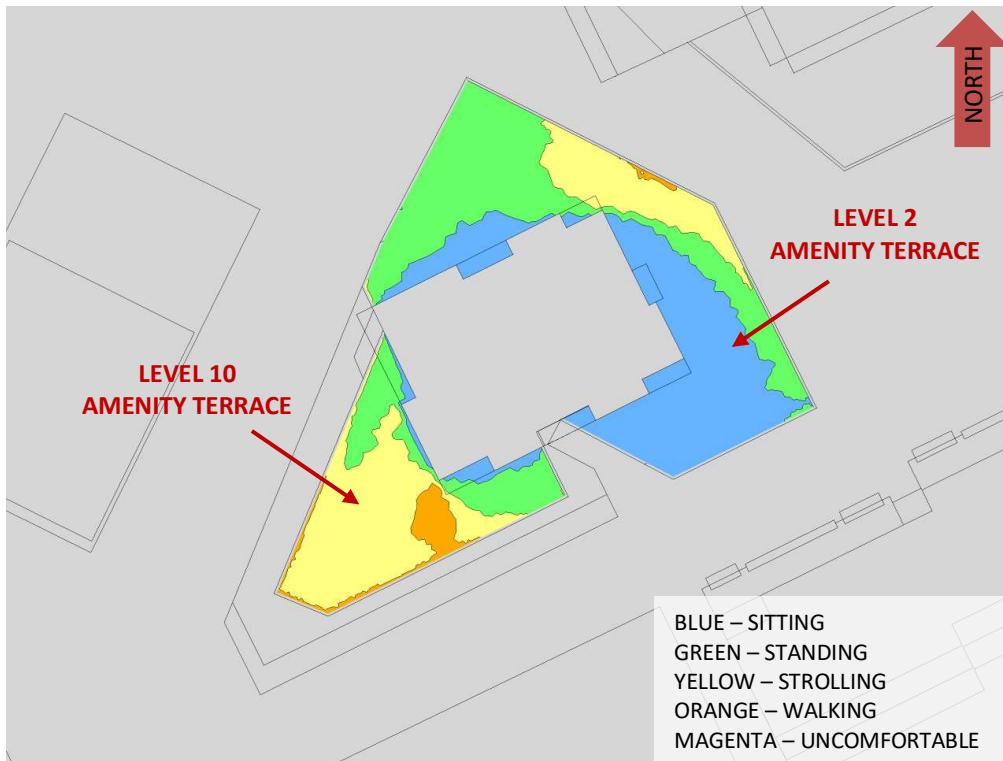 NORTH
LEVEL 2
AMENITY TERRACE
LEVEL 10
AMENITY TERRACE
BLUE – SITTING
GREEN – STANDING
YELLOW – STROLLING
ORANGE – WALKING
MAGENTA – UNCOMFORTABLE